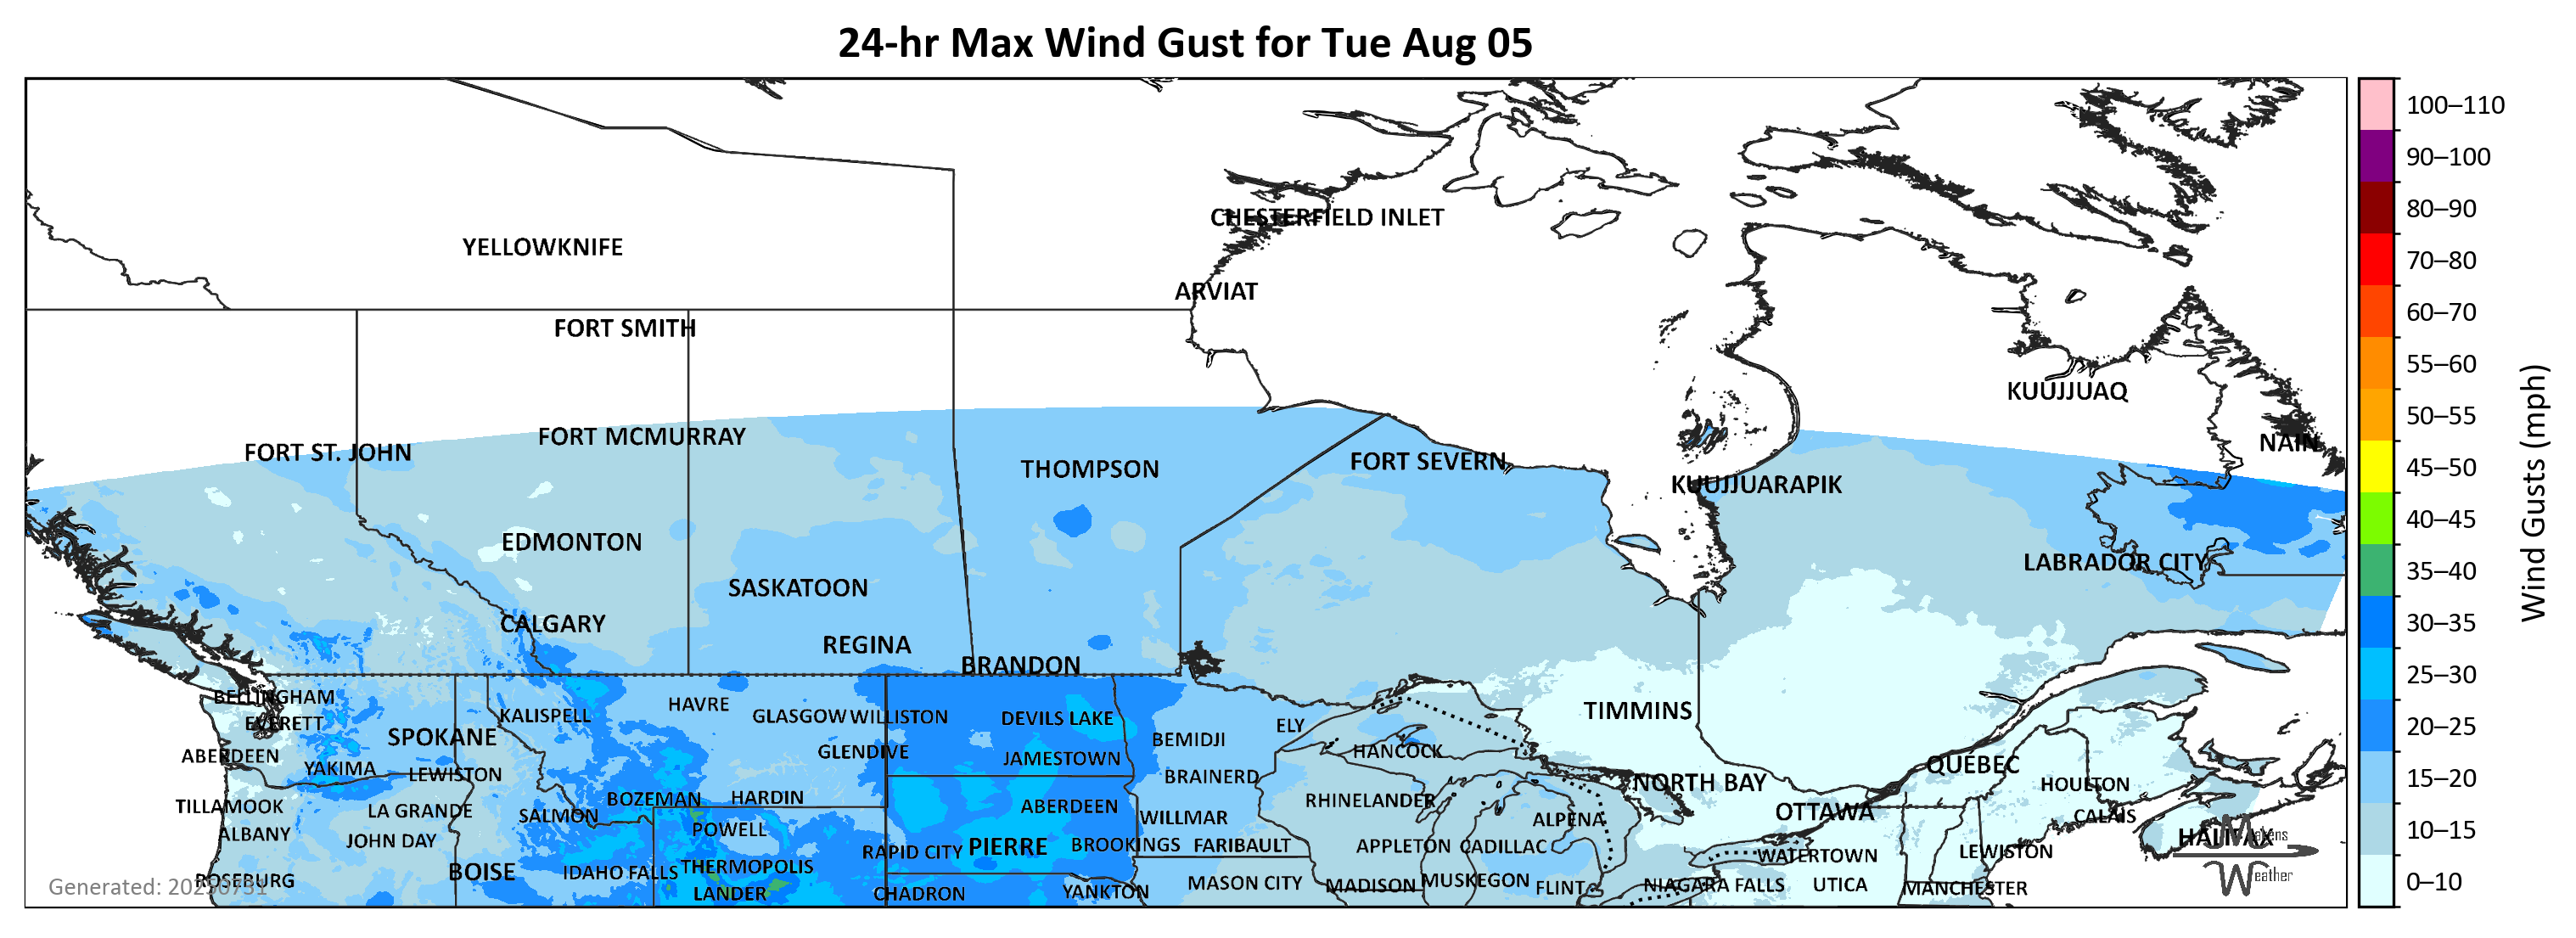 24-hr Max Wind Gust for Tue Aug 05
100–110
90–100
80–90
70–80
60–70
55–60
50–55
45–50
40–45
35–40
30–35
25–30
20–25
15–20
10–15
0–10
Wind Gusts (mph)
CHESTERFIELD INLET
YELLOWKNIFE
ARVIAT
FORT SMITH
KUUJJUAQ
FORT MCMURRAY
NAIN
FORT ST. JOHN
FORT SEVERN
THOMPSON
KUUJJUARAPIK
EDMONTON
LABRADOR CITY
SASKATOON
CALGARY
REGINA
BRANDON
BELLINGHAM
HAVRE
TIMMINS
KALISPELL
GLASGOW WILLISTON
DEVILS LAKE
EVERETT
ELY
SPOKANE
BEMIDJI
HANCOCK
GLENDIVE
ABERDEEN
JAMESTOWN
QUEBEC
YAKIMA
LEWISTON
BRAINERD
NORTH BAY
HOULTON
BOZEMAN
HARDIN
RHINELANDER
TILLAMOOK
ABERDEEN
LA GRANDE
OTTAWA
SALMON
WILLMAR
CALAIS
ALPENA
POWELL
ALBANY
HALIFAX
Makens
JOHN DAY
BROOKINGS
FARIBAULT
APPLETON
CADILLAC
PIERRE
RAPID CITY
LEWISTON
WATERTOWN
THERMOPOLIS
BOISE
IDAHO FALLS
Weather
ROSEBURG
MUSKEGON
MASON CITY
MADISON
NIAGARA FALLS
UTICA
Generated: 20250731
FLINT
MANCHESTER
LANDER
CHADRON
YANKTON